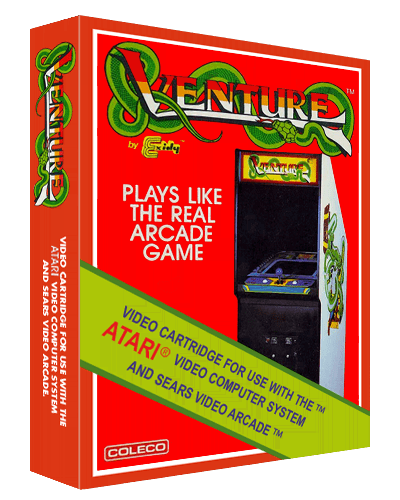 VENTURE
™
by Exidy™
PLAYS LIKE
THE REAL
ARCADE
GAME
VENTURE
VIDEO CARTRIDGE FOR USE WITH THE ™
ATARI® VIDEO COMPUTER SYSTEM
AND SEARS VIDEO ARCADE ™
COLECO
VENTURE
VIDEO CARTRIDGE FOR USE WITH THE
ATARI VIDEO COMPUTER SYSTEM
AND SEARS VIDEO ARCADE.